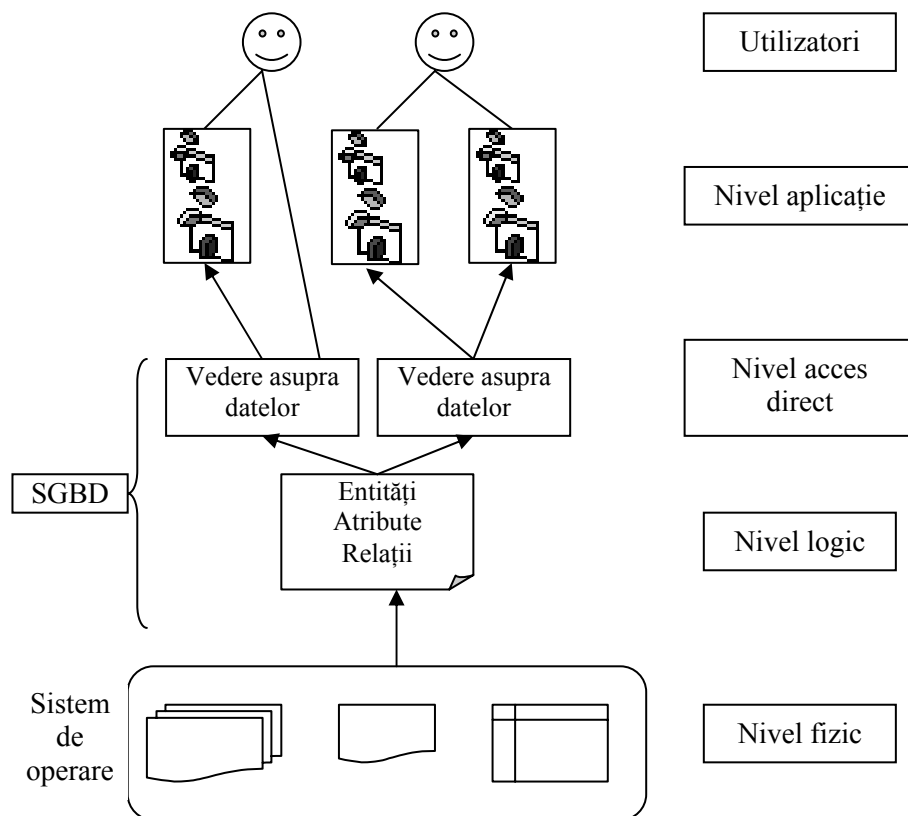 Utilizatori
Nivel aplicație
Vedere asupra
datelor
Vedere asupra
datelor
Nivel acces
direct
SGBD
Entități
Atribute
Relații
Nivel logic
Sistem
de
operare
Nivel fizic